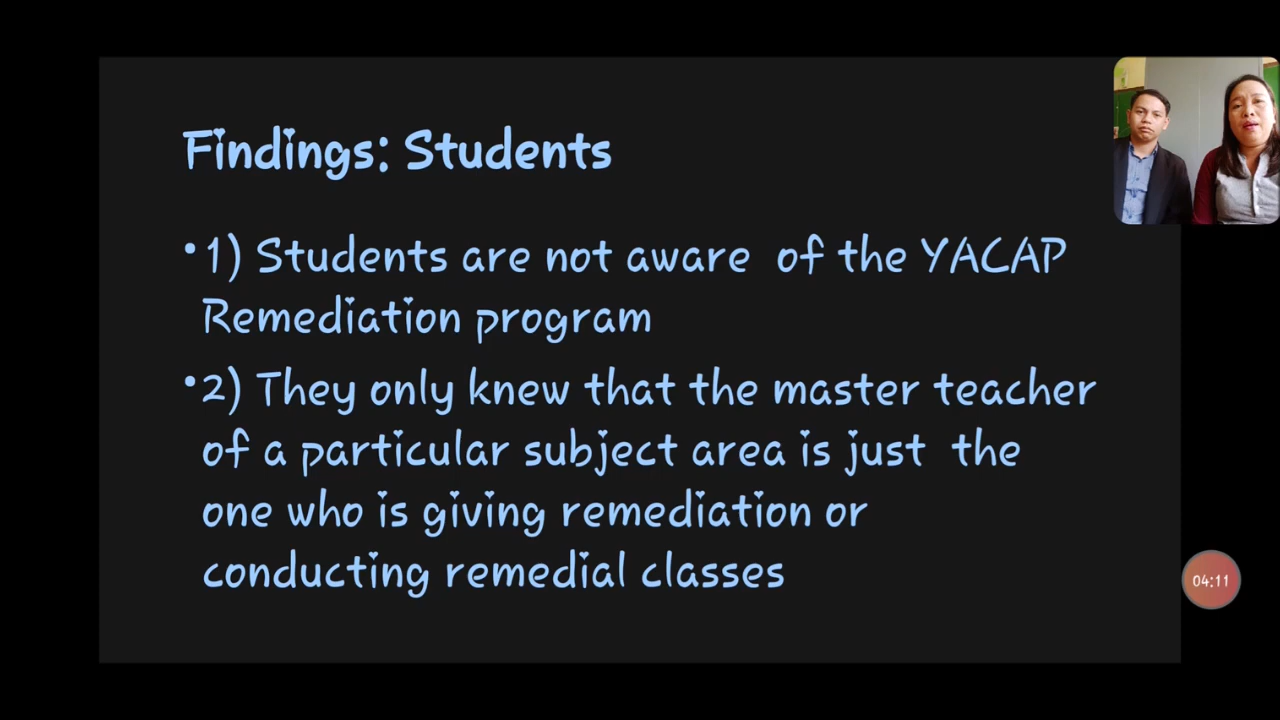 Findings: Students
•1) Students are not aware  of the YACAP
Remediation program
•2) They only knew that the master teacher
of a particular subject area is just  the
one who is giving remediation or
conducting remedial classes
04:11